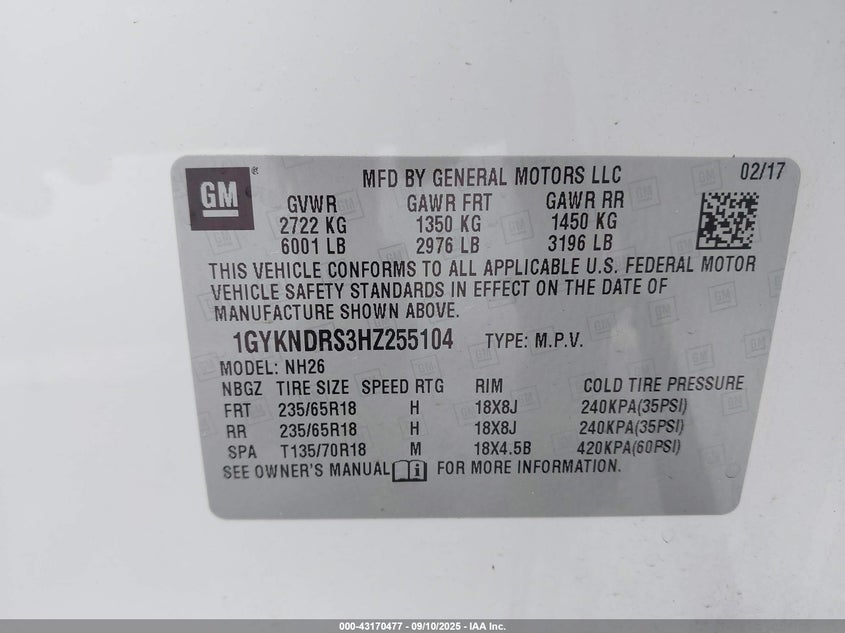 GM ® MFD BY GENERAL MOTORS LLC 02/17
GVWR GAWR FRT GAWR RR
2722 KG 1350 KG 1450 KG
6001 LB 2976 LB 3196 LB
THIS VEHICLE CONFORMS TO ALL APPLICABLE U.S. FEDERAL MOTOR
VEHICLE SAFETY STANDARDS IN EFFECT ON THE DATE OF
MANUFACTURE SHOWN ABOVE.
1GYKNDRS3HZ255104 TYPE: M.P.V.
MODEL: NH26
NBGZ TIRE SIZE SPEED RTG RIM COLD TIRE PRESSURE
FRT 235/65R18 H 18X8J 240KPA(35PSI)
RR 235/65R18 H 18X8J 240KPA(35PSI)
SPA T135/70R18 M 18X4.5B 420KPA(60PSI)
SEE OWNER'S MANUAL FOR MORE INFORMATION.
000-43170477 - 09/10/2025 - IAA Inc.